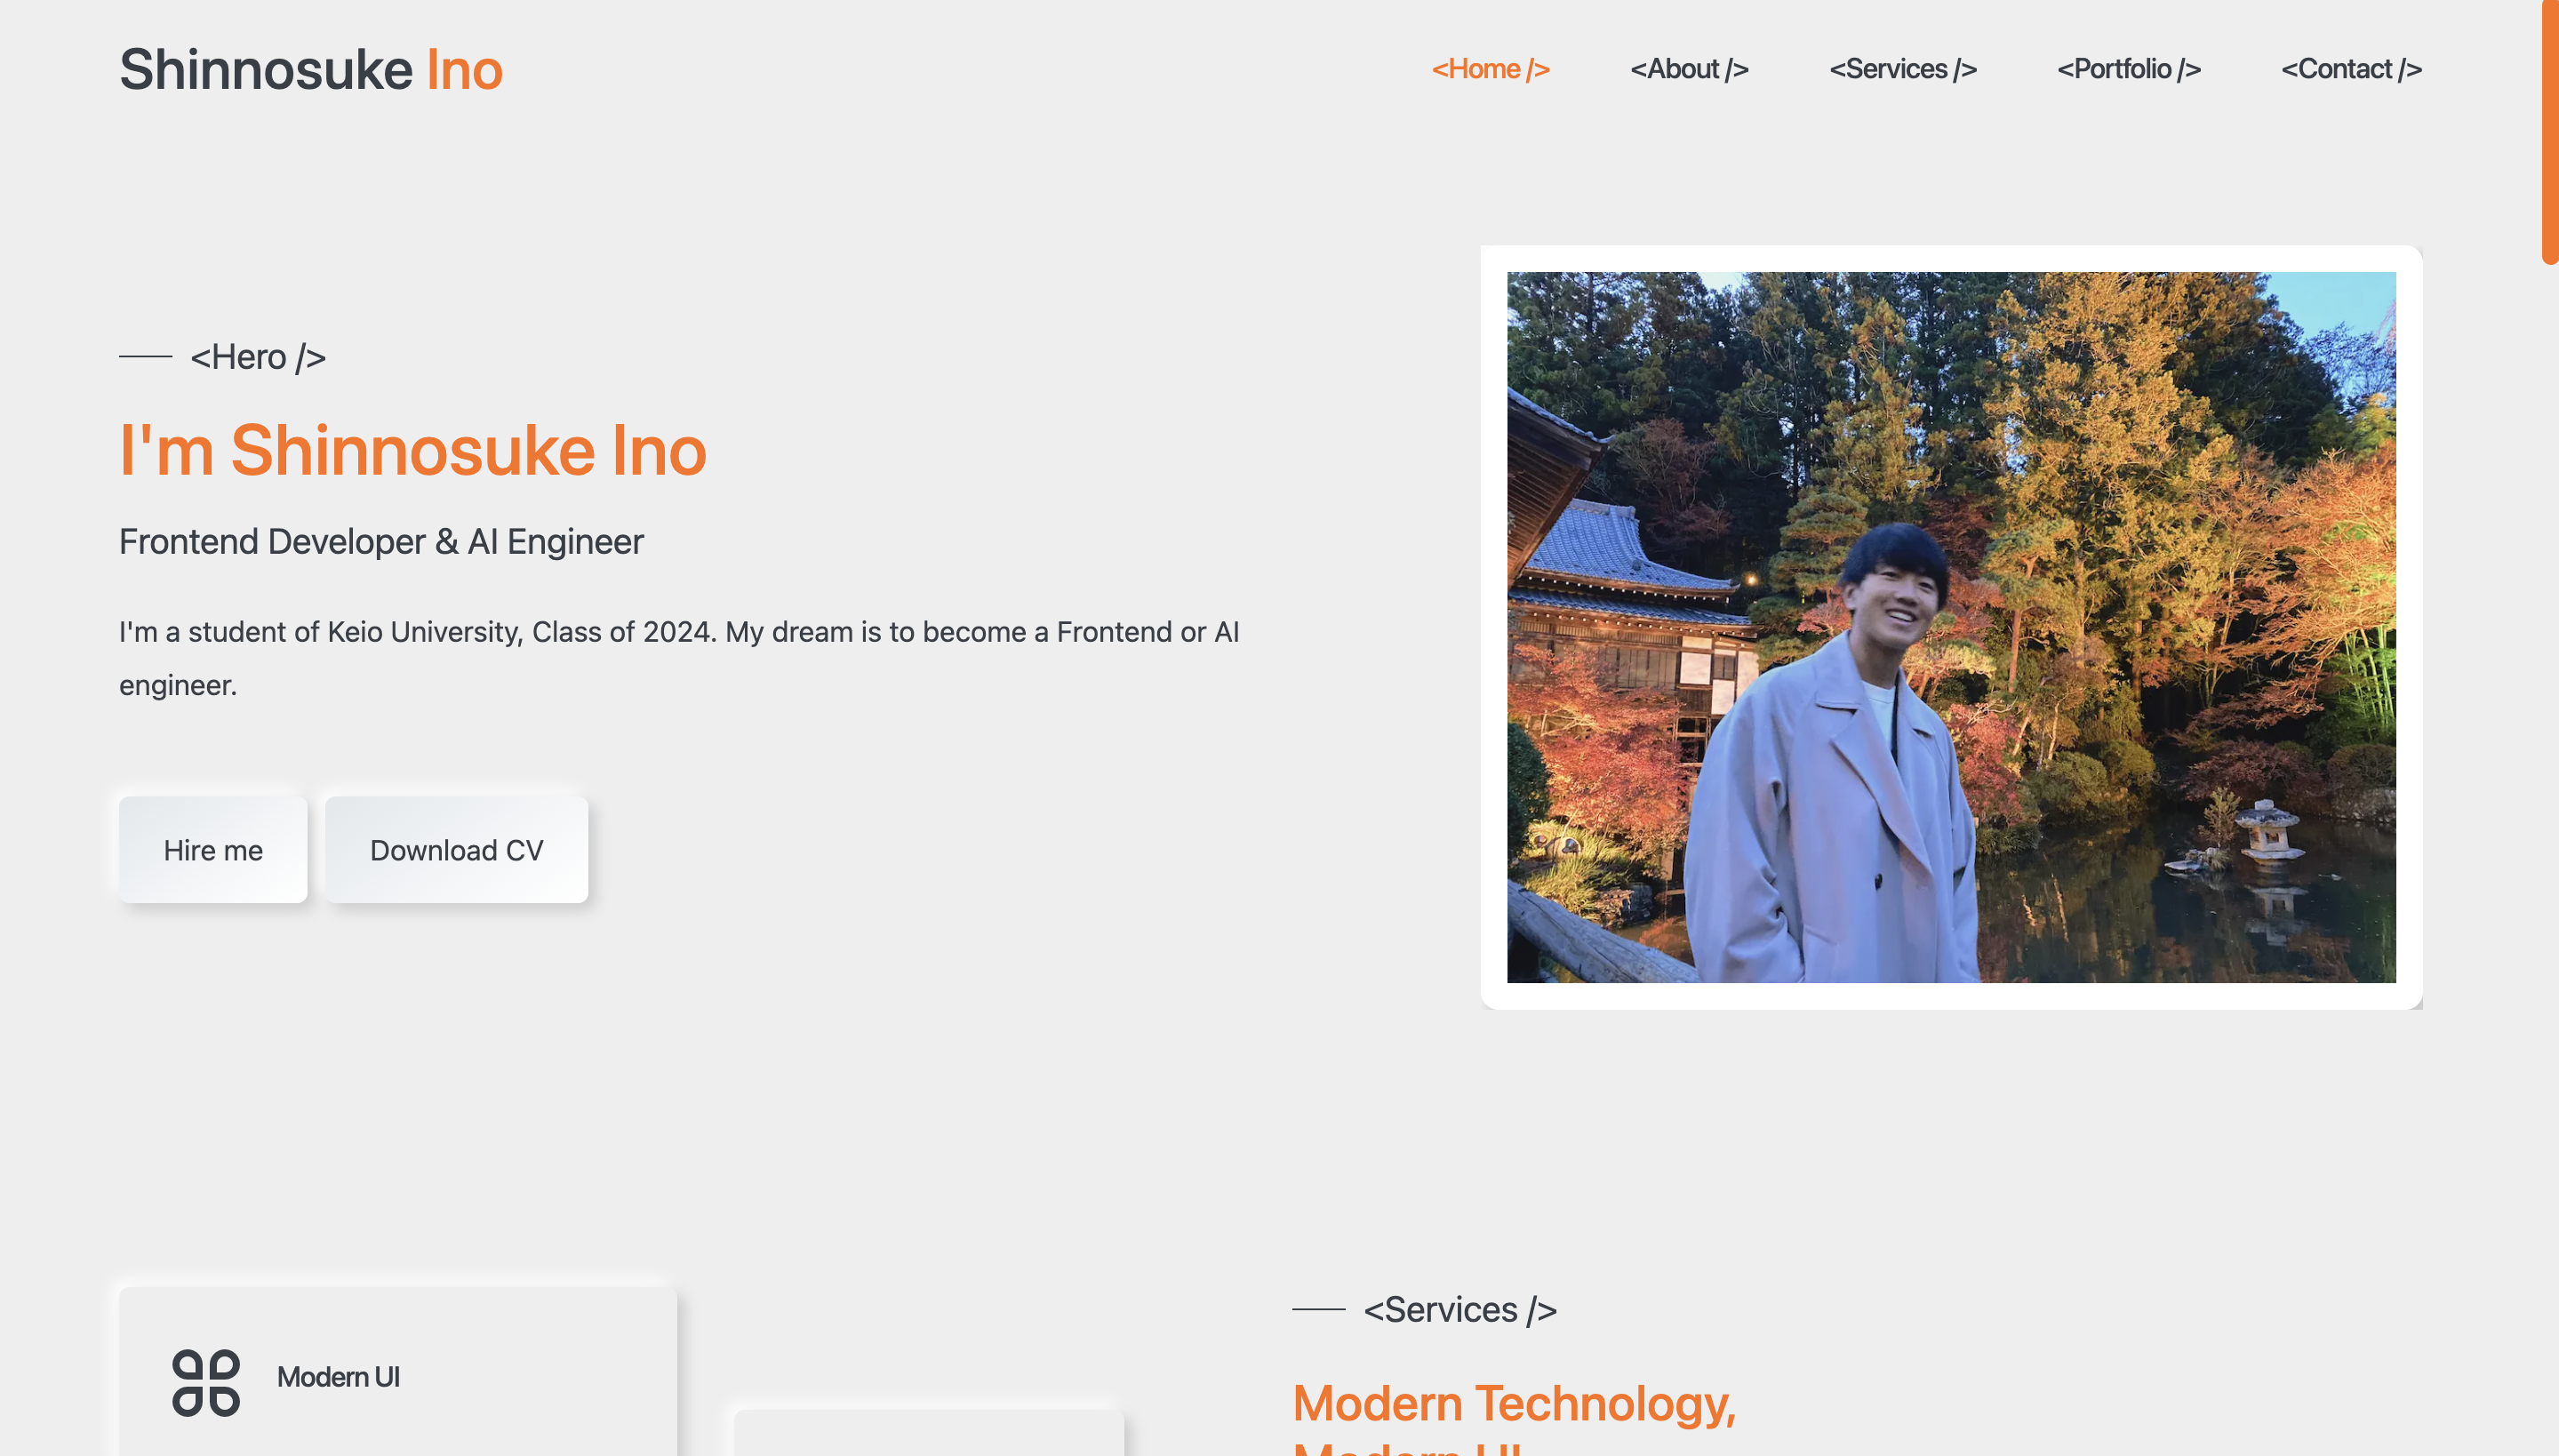 Shinnosuke Ino
<Home />
<About />
<Services />
<Portfolio />
<Contact />
<Hero />
I'm Shinnosuke Ino
Frontend Developer & AI Engineer
I'm a student of Keio University, Class of 2024. My dream is to become a Frontend or AI
engineer.
Hire me
Download CV
Modern UI
<Services />
Modern Technology,
Modern UI